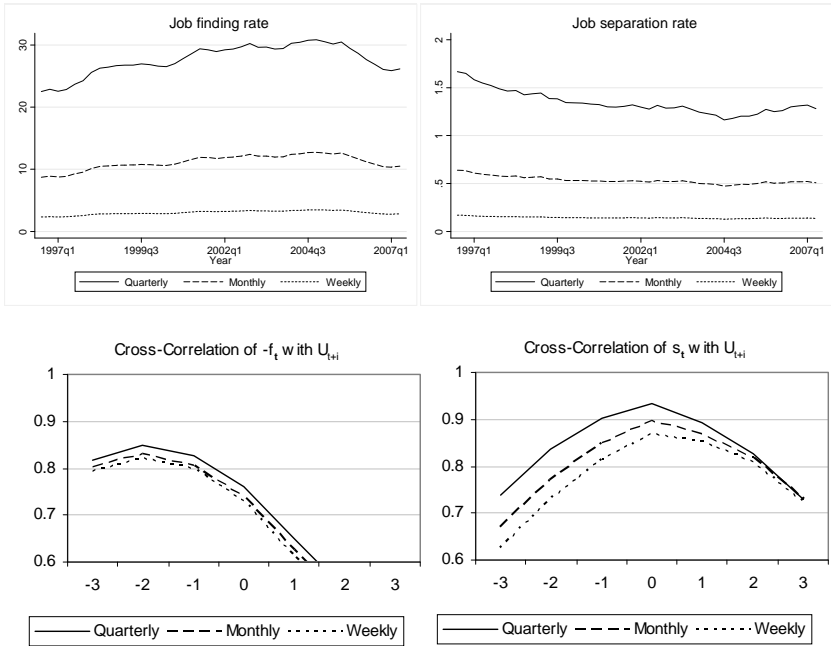 Job finding rate
30
20
10
0
1997q1 1999q3 2002q1 2004q3 2007q1
Year
Quarterly Monthly Weekly
Job separation rate
2
1.5
1
.5
0
1997q1 1999q3 2002q1 2004q3 2007q1
Year
Quarterly Monthly Weekly
Cross-Correlation of -fₜ with Uₜ₊ᵢ
1
0.9
0.8
0.7
0.6
-3 -2 -1 0 1 2 3
Quarterly Monthly Weekly
Cross-Correlation of sₜ with Uₜ₊ᵢ
1
0.9
0.8
0.7
0.6
-3 -2 -1 0 1 2 3
Quarterly Monthly Weekly